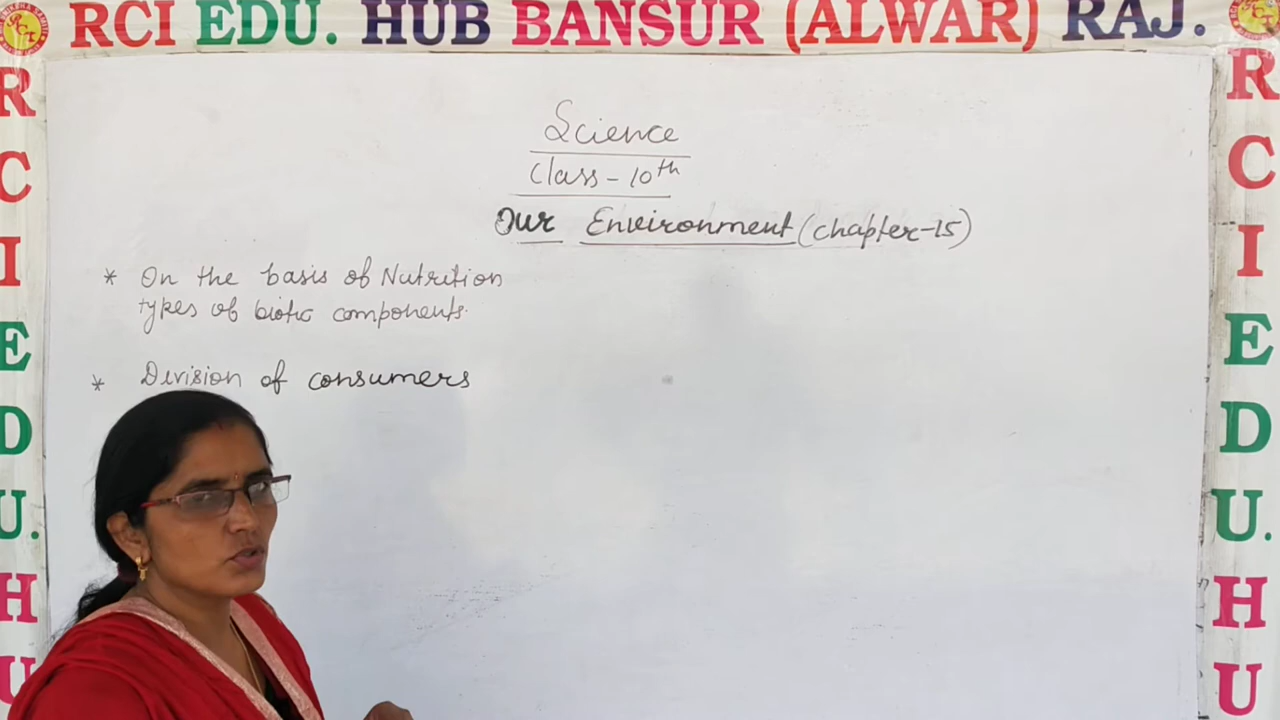 RCI EDU. HUB BANSUR (ALWAR) RAJ.
Science
Class - 10th
Our Environment (chapter-15)
* On the basis of Nutrition
types of biotic components.
* Division of consumers
R
C
I
E
D
U.
H
U
R
C
I
E
D
U.
H
U